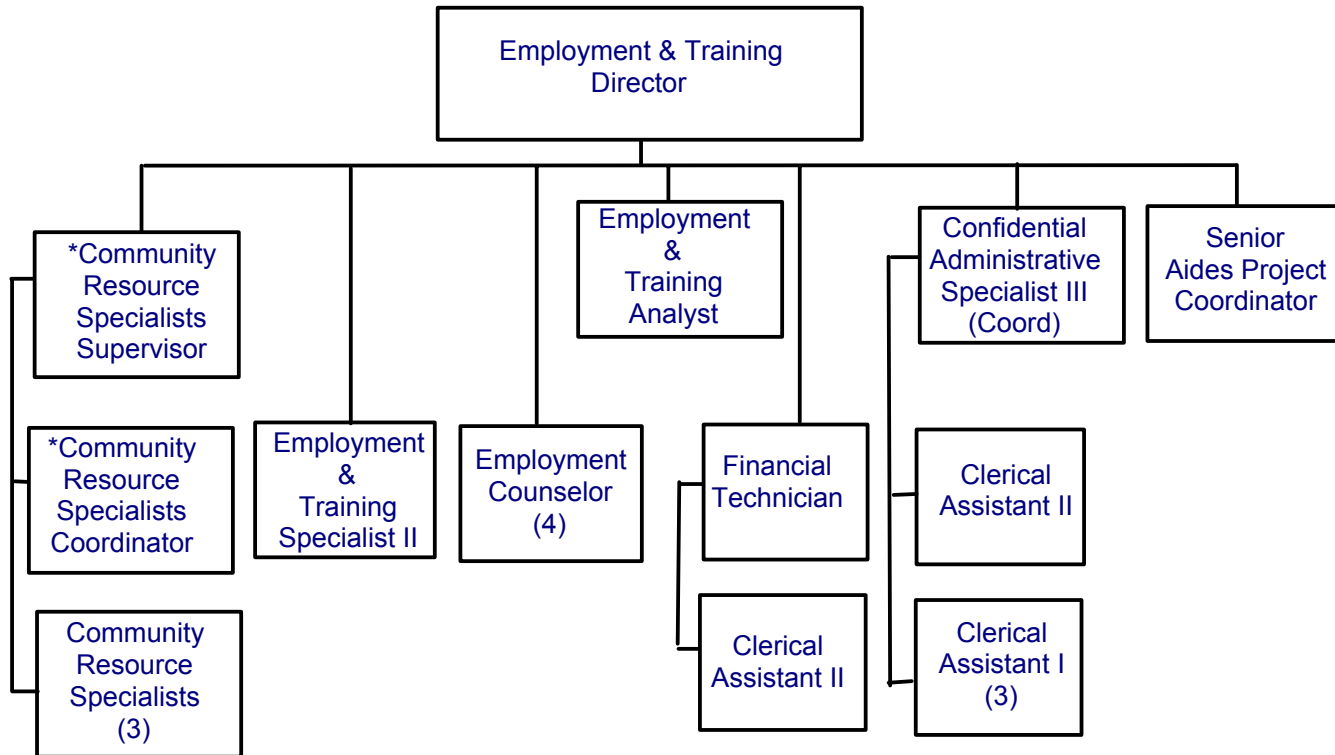 Employment & Training
Director
*Community
Resource
Specialists
Supervisor
Employment
&
Training
Analyst
Confidential
Administrative
Specialist III
(Coord)
Senior
Aides Project
Coordinator
*Community
Resource
Specialists
Coordinator
Employment
&
Training
Specialist II
Employment
Counselor
(4)
Financial
Technician
Clerical
Assistant II
Community
Resource
Specialists
(3)
Clerical
Assistant II
Clerical
Assistant I
(3)